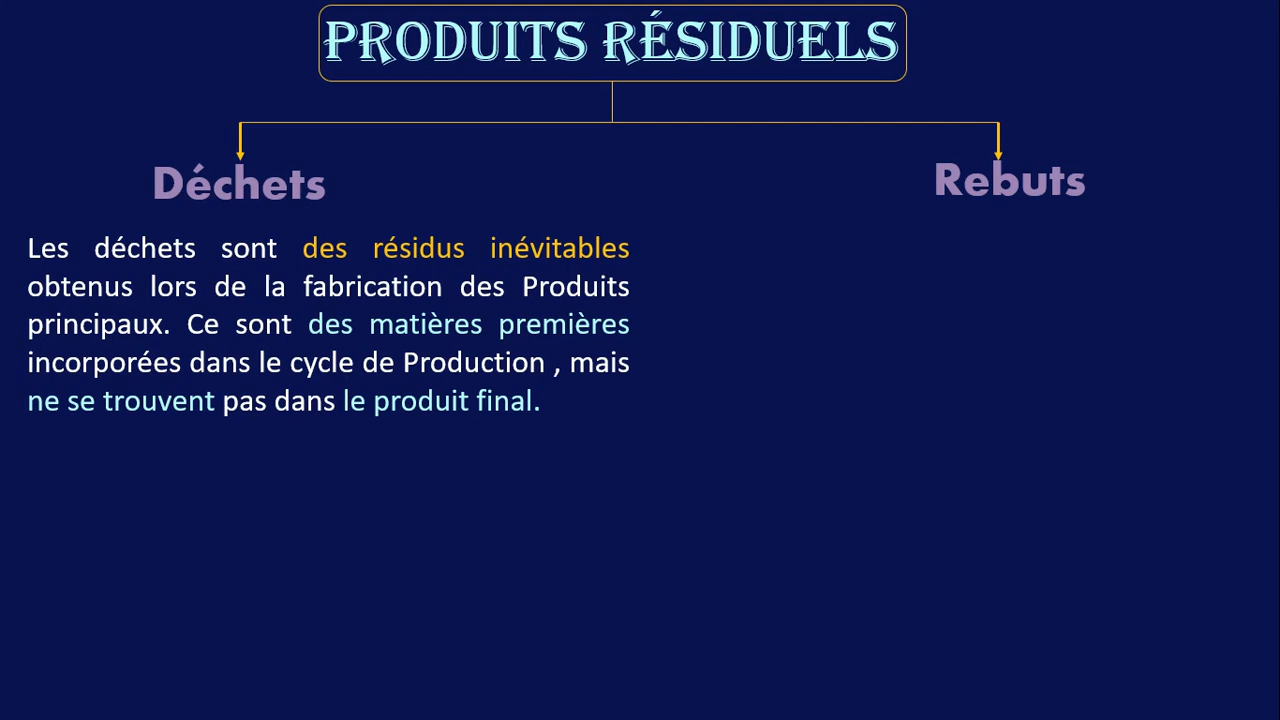 PRODUITS RÉSIDUELS
Déchets
Rebuts
Les déchets sont des résidus inévitables
obtenus lors de la fabrication des Produits
principaux. Ce sont des matières premières
incorporées dans le cycle de Production , mais
ne se trouvent pas dans le produit final.